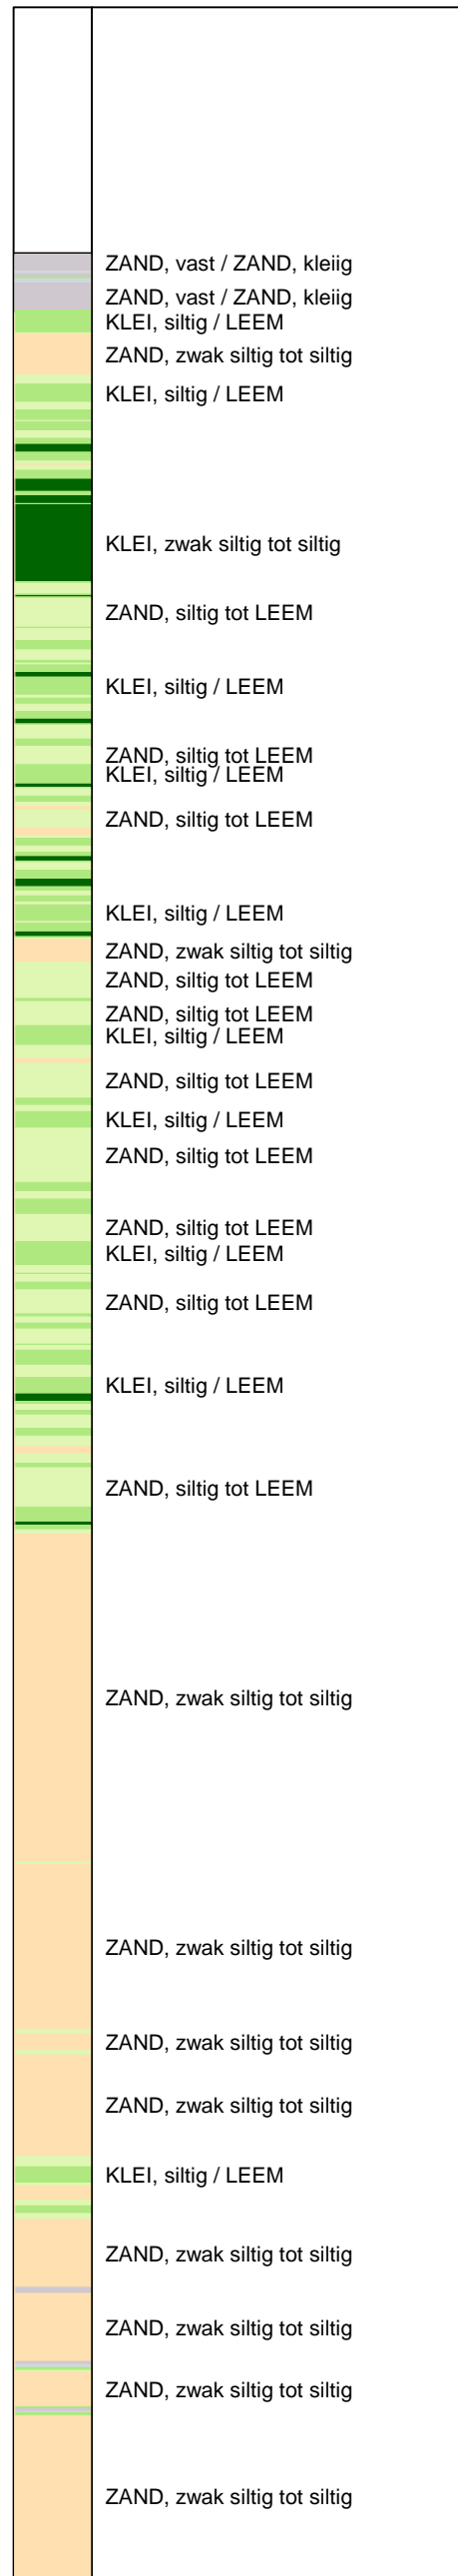 ZAND, vast / ZAND, kleiig
ZAND, vast / ZAND, kleiig
KLEI, siltig / LEEM
ZAND, zwak siltig tot siltig
KLEI, siltig / LEEM
KLEI, zwak siltig tot siltig
ZAND, siltig tot LEEM
KLEI, siltig / LEEM
ZAND, siltig tot LEEM
KLEI, siltig / LEEM
ZAND, siltig tot LEEM
KLEI, siltig / LEEM
ZAND, zwak siltig tot siltig
ZAND, siltig tot LEEM
ZAND, siltig tot LEEM
KLEI, siltig / LEEM
ZAND, siltig tot LEEM
KLEI, siltig / LEEM
ZAND, siltig tot LEEM
ZAND, siltig tot LEEM
KLEI, siltig / LEEM
ZAND, siltig tot LEEM
KLEI, siltig / LEEM
ZAND, siltig tot LEEM
ZAND, zwak siltig tot siltig
ZAND, zwak siltig tot siltig
ZAND, zwak siltig tot siltig
ZAND, zwak siltig tot siltig
KLEI, siltig / LEEM
ZAND, zwak siltig tot siltig
ZAND, zwak siltig tot siltig
ZAND, zwak siltig tot siltig
ZAND, zwak siltig tot siltig